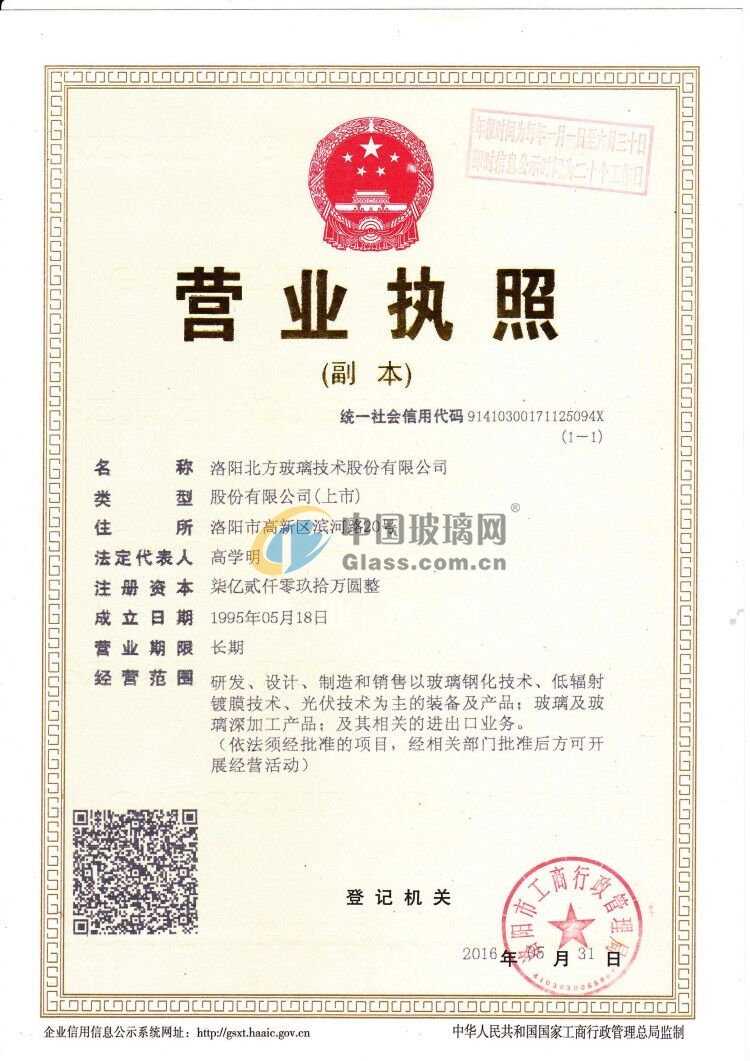 年报时间为每年一月一日至六月三十日
即时信息公示时间为二十个工作日
营业执照
(副 本)
统一社会信用代码 91410300171125094X
(1-1)
名 称 洛阳北方玻璃技术股份有限公司
类 型 股份有限公司(上市)
住 所 洛阳市高新区滨河路20号
中国玻璃网®
Glass.com.cn
法定代表人 高学明
注册资本 柒亿贰仟零玖拾万圆整
成立日期 1995年05月18日
营业期限 长期
经营范围 研发、设计、制造和销售以玻璃钢化技术、低辐射
镀膜技术、光伏技术为主的装备及产品；玻璃及玻
璃深加工产品；及其相关的进出口业务。
（依法须经批准的项目，经相关部门批准后方可开
展经营活动）
登记机关
洛阳市工商行政管理局
2016年 05月 31日
企业信用信息公示系统网址：http://gsxt.haaic.gov.cn
中华人民共和国国家工商行政管理总局监制